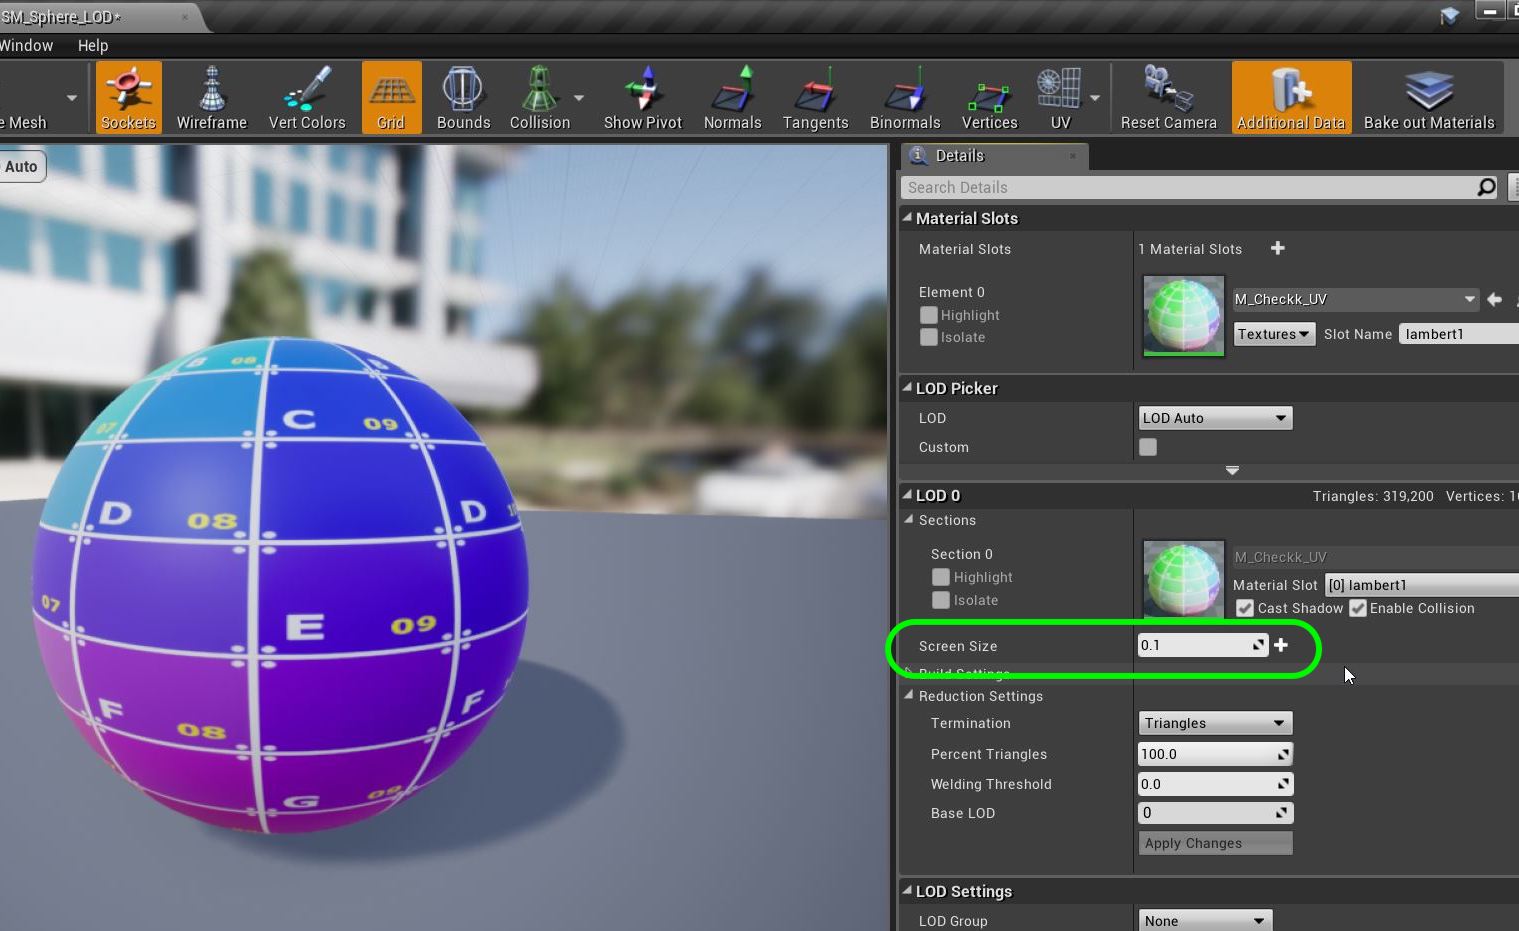 SM_Sphere_LOD*
Window Help
e Mesh Sockets Wireframe Vert Colors Grid Bounds Collision Show Pivot Normals Tangents Binormals Vertices UV Reset Camera Additional Data Bake out Materials
Auto
Details
Search Details
Material Slots
Material Slots 1 Material Slots
Element 0
Highlight
Isolate
M_Checkk_UV
Textures Slot Name lambert1
LOD Picker
LOD LOD Auto
Custom
LOD 0 Triangles: 319,200 Vertices: 1
Sections
Section 0
Highlight
Isolate
M_Checkk_UV
Material Slot [0] lambert1
Cast Shadow Enable Collision
Screen Size 0.1
Build Settings
Reduction Settings
Termination Triangles
Percent Triangles 100.0
Welding Threshold 0.0
Base LOD 0
Apply Changes
LOD Settings
LOD Group None
B 08
C 09
07
D 08 D
07 E 09
F 08 F
G 09